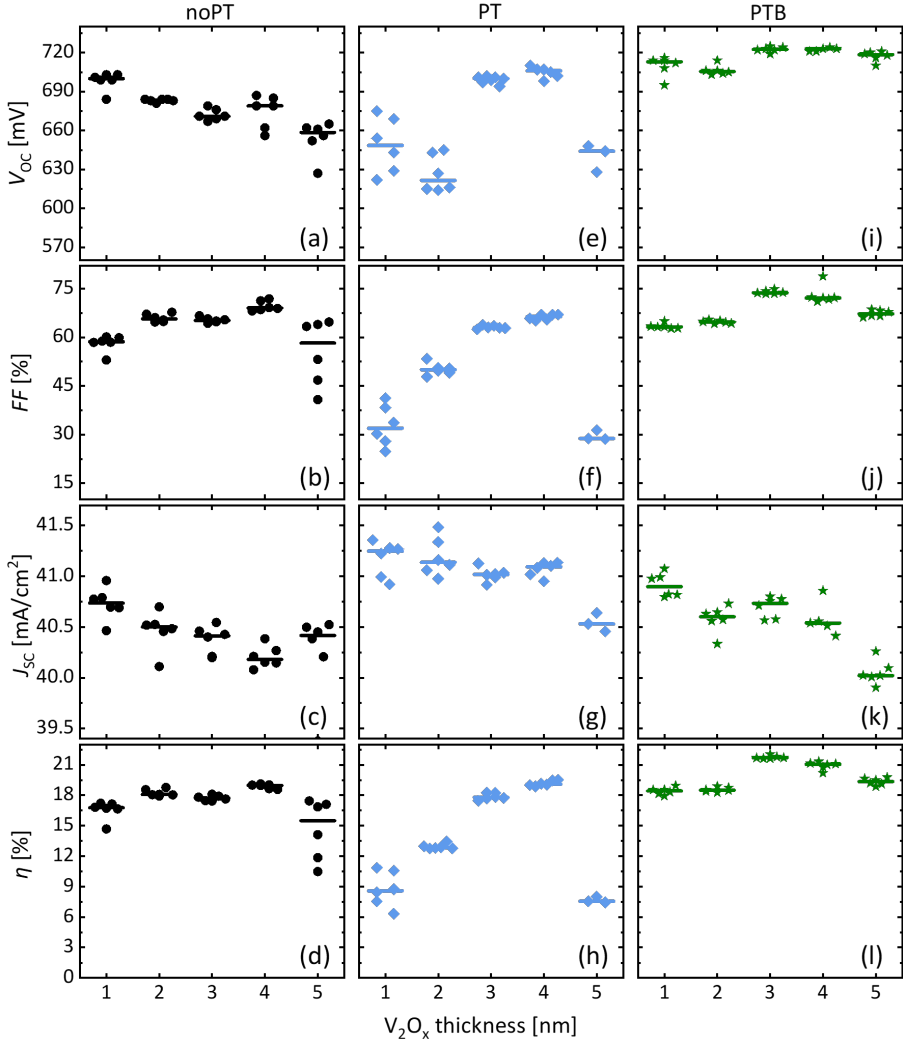 noPT PT PTB
V_OC [mV]
720
690
660
630
600
570
(a) (e) (i)
FF [%]
75
60
45
30
15
(b) (f) (j)
J_SC [mA/cm²]
41.5
41.0
40.5
40.0
39.5
(c) (g) (k)
η [%]
21
18
15
12
9
6
3
0
(d) (h) (l)
1 2 3 4 5 1 2 3 4 5 1 2 3 4 5
V₂Oₓ thickness [nm]